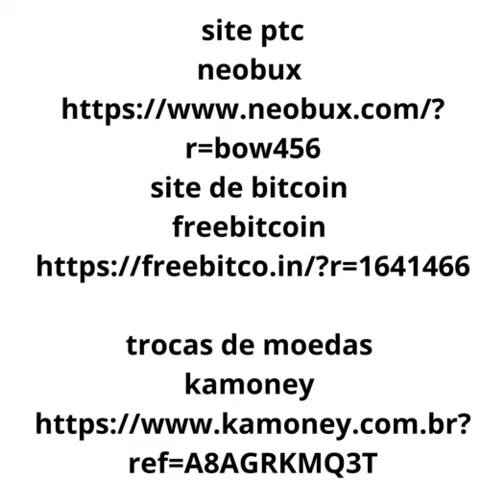 site ptc
neobux
https://www.neobux.com/?
r=bow456
site de bitcoin
freebitcoin
https://freebitco.in/?r=1641466
trocas de moedas
kamoney
https://www.kamoney.com.br?
ref=A8AGRKMQ3T